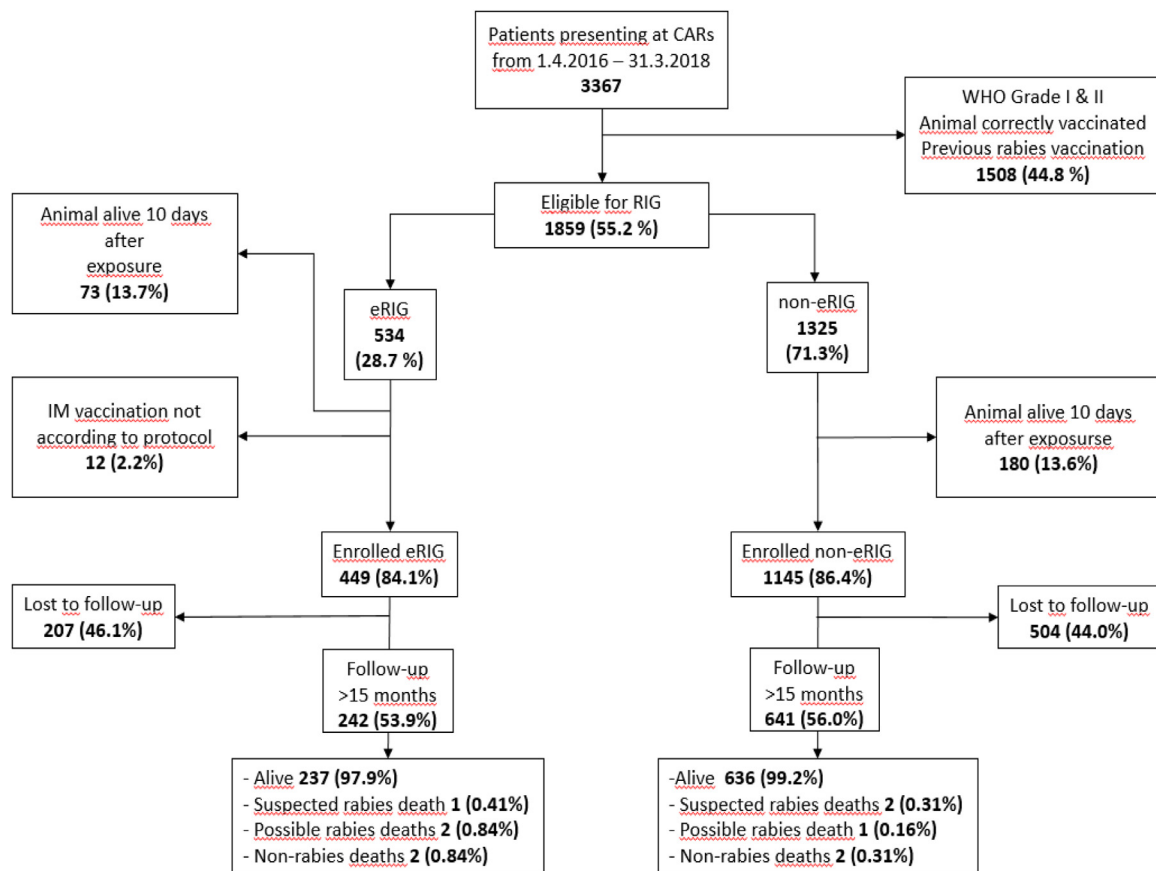 Patients presenting at CARs
from 1.4.2016 – 31.3.2018
3367
WHO Grade I & II
Animal correctly vaccinated
Previous rabies vaccination
1508 (44.8 %)
Eligible for RIG
1859 (55.2 %)
Animal alive 10 days
after
exposure
73 (13.7%)
eRIG
534
(28.7 %)
non-eRIG
1325
(71.3%)
IM vaccination not
according to protocol
12 (2.2%)
Animal alive 10 days
after exposurse
180 (13.6%)
Enrolled eRIG
449 (84.1%)
Enrolled non-eRIG
1145 (86.4%)
Lost to follow-up
207 (46.1%)
Lost to follow-up
504 (44.0%)
Follow-up
>15 months
242 (53.9%)
Follow-up
>15 months
641 (56.0%)
- Alive 237 (97.9%)
- Suspected rabies death 1 (0.41%)
- Possible rabies deaths 2 (0.84%)
- Non-rabies deaths 2 (0.84%)
-Alive 636 (99.2%)
- Suspected rabies deaths 2 (0.31%)
- Possible rabies death 1 (0.16%)
- Non-rabies deaths 2 (0.31%)